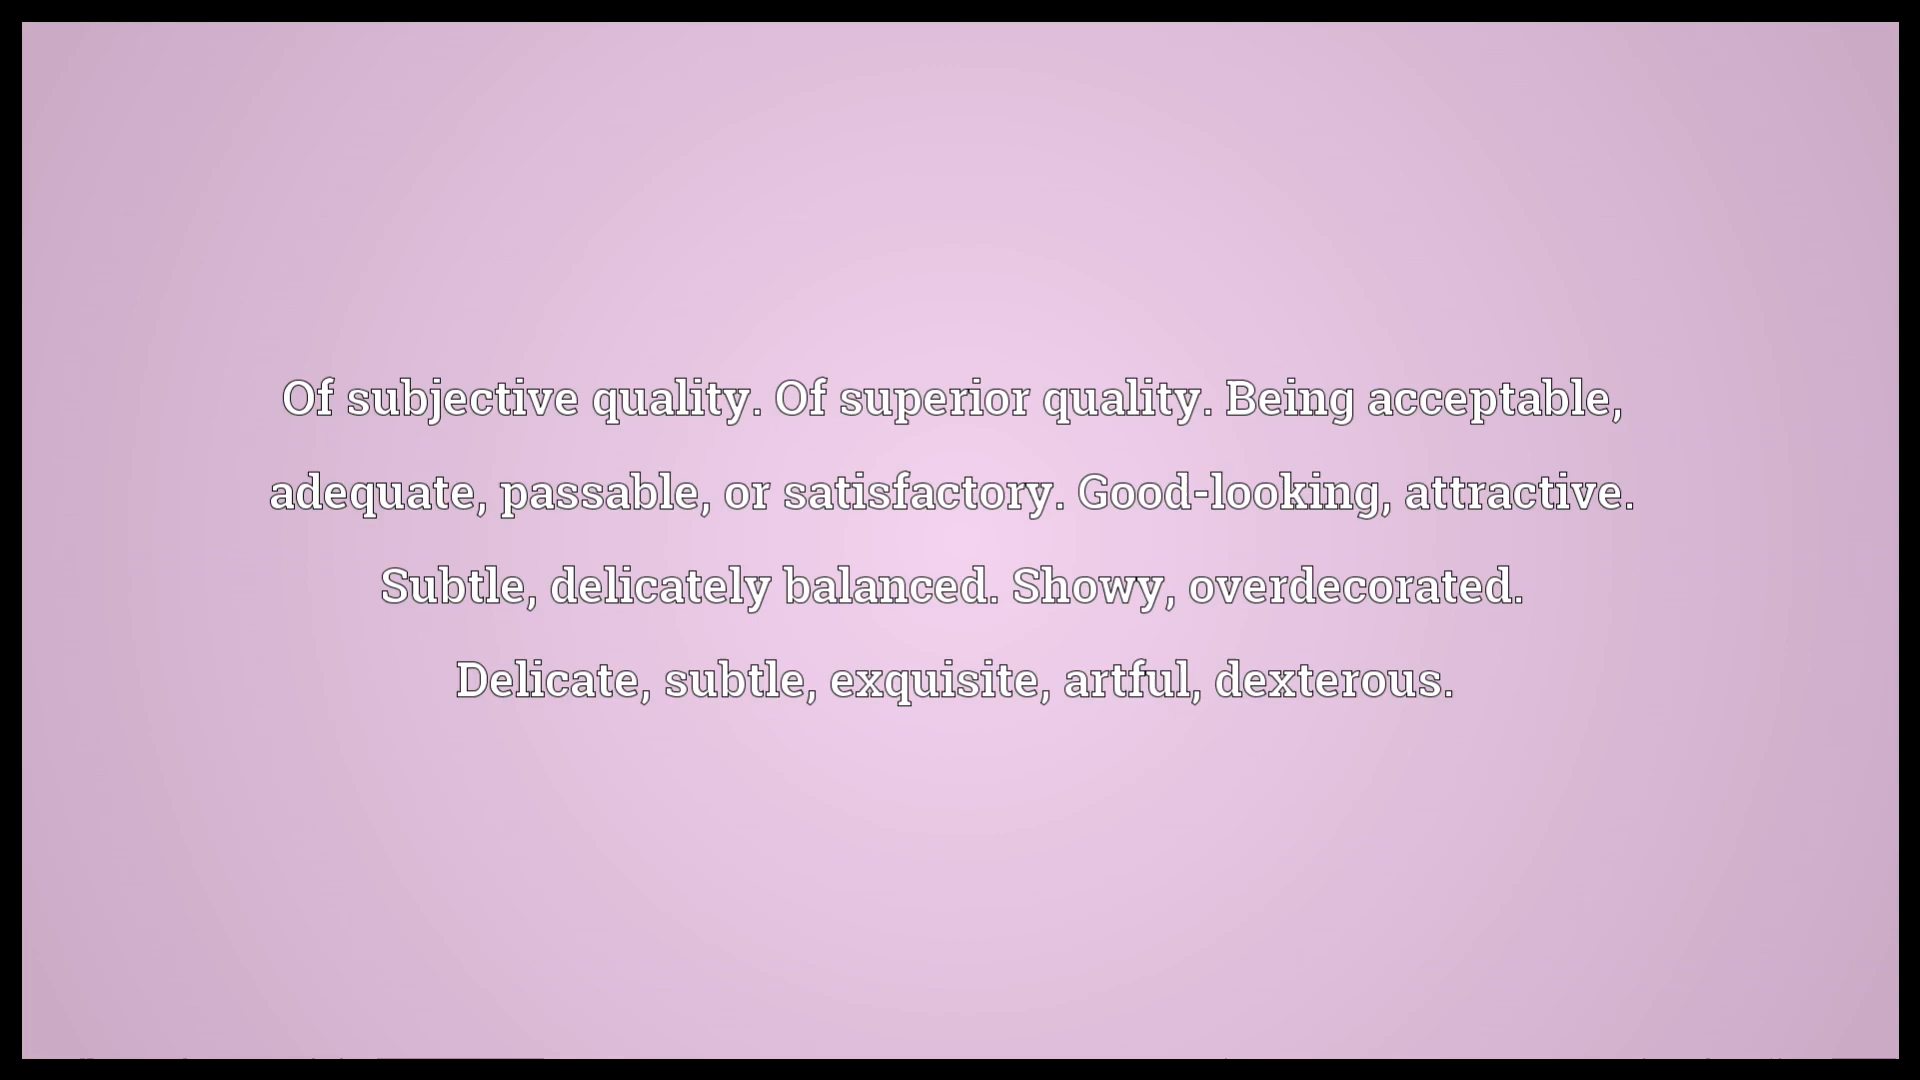 Of subjective quality. Of superior quality. Being acceptable,
adequate, passable, or satisfactory. Good-looking, attractive.
Subtle, delicately balanced. Showy, overdecorated.
Delicate, subtle, exquisite, artful, dexterous.